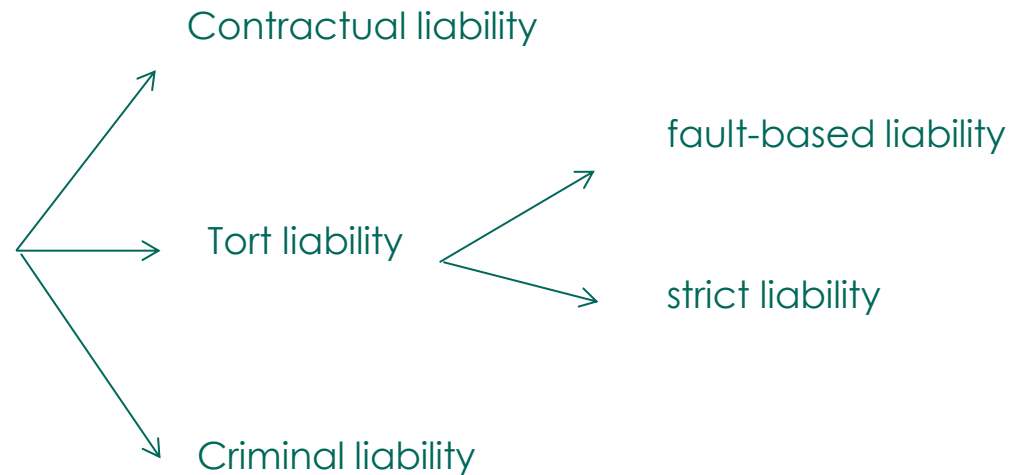 Contractual liability
fault-based liability
Tort liability
strict liability
Criminal liability